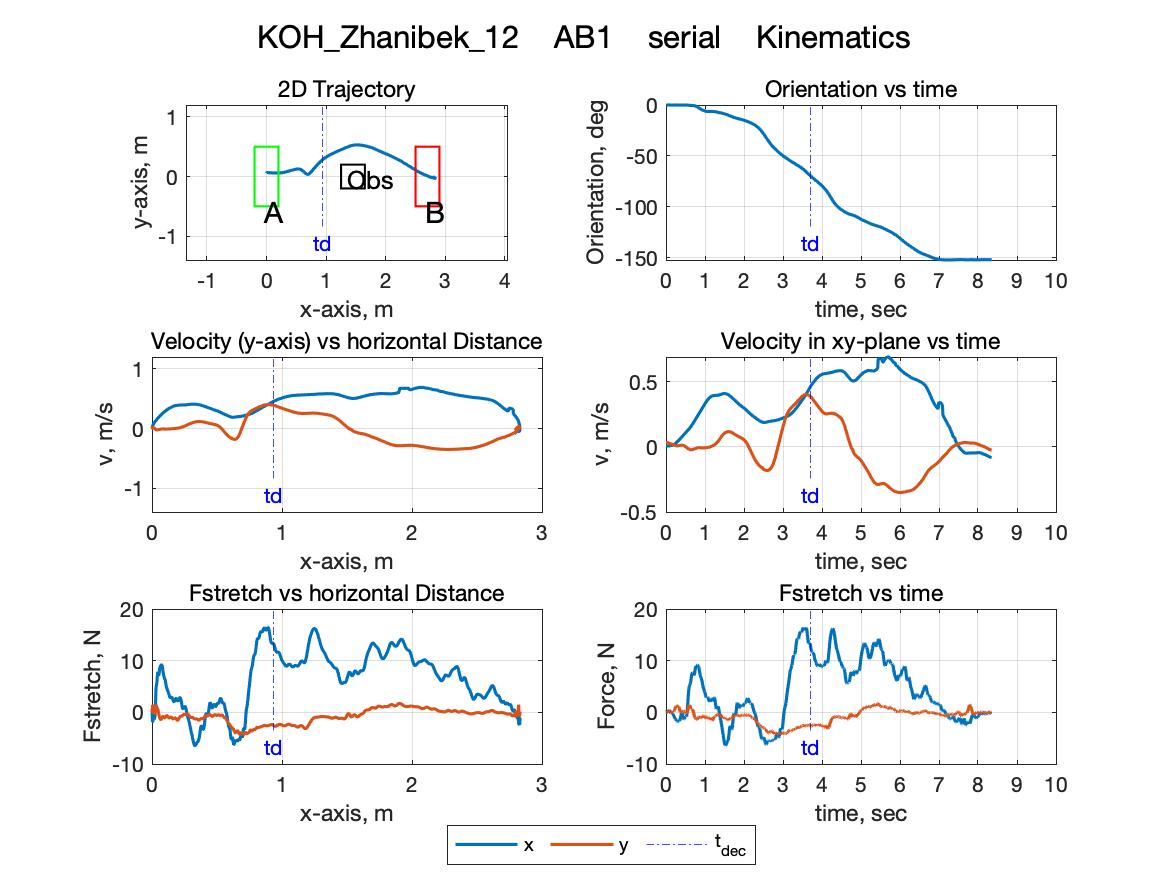 KOH_Zhanibek_12 AB1 serial Kinematics
2D Trajectory
y-axis, m
1
0
-1
A
td
Obs
B
-1 0 1 2 3 4
x-axis, m
Orientation vs time
Orientation, deg
0
-50
-100
-150
td
0 1 2 3 4 5 6 7 8 9 10
time, sec
Velocity (y-axis) vs horizontal Distance
v, m/s
1
0
-1
td
0 1 2 3
x-axis, m
Velocity in xy-plane vs time
v, m/s
0.5
0
-0.5
td
0 1 2 3 4 5 6 7 8 9 10
time, sec
Fstretch vs horizontal Distance
Fstretch, N
20
10
0
-10
td
0 1 2 3
x-axis, m
Fstretch vs time
Force, N
20
10
0
-10
td
0 1 2 3 4 5 6 7 8 9 10
time, sec
x y t_dec